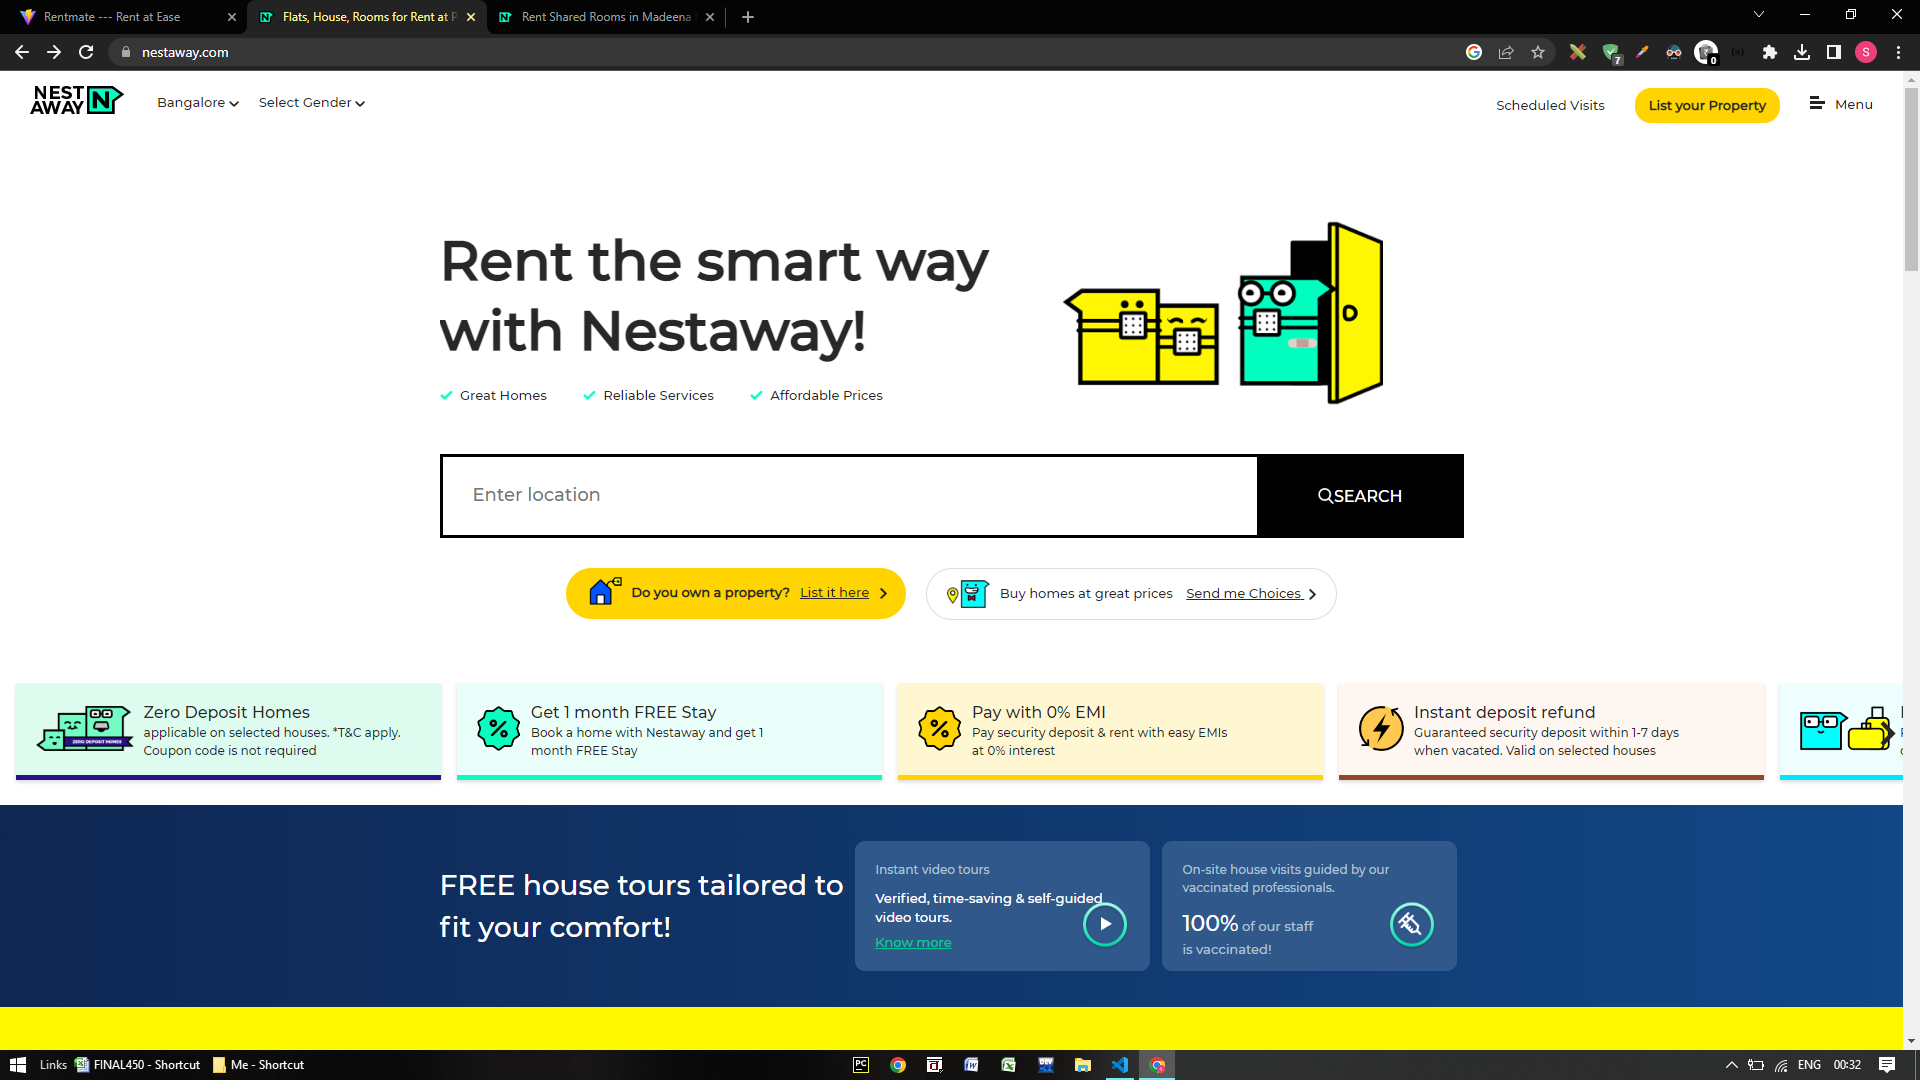 Rentmate --- Rent at Ease
Flats, House, Rooms for Rent at P
Rent Shared Rooms in Madeena
nestaway.com
7
0
S
NEST
AWAY N
Bangalore
Select Gender
Scheduled Visits
List your Property
Menu
Rent the smart way
with Nestaway!
Great Homes
Reliable Services
Affordable Prices
Enter location
SEARCH
Do you own a property? List it here
Buy homes at great prices Send me Choices
Zero Deposit Homes
applicable on selected houses. *T&C apply.
Coupon code is not required
ZERO DEPOSIT HOMES
Get 1 month FREE Stay
Book a home with Nestaway and get 1
month FREE Stay
Pay with 0% EMI
Pay security deposit & rent with easy EMIs
at 0% interest
Instant deposit refund
Guaranteed security deposit within 1-7 days
when vacated. Valid on selected houses
FREE house tours tailored to
fit your comfort!
Instant video tours
Verified, time-saving & self-guided
video tours.
Know more
On-site house visits guided by our
vaccinated professionals.
100% of our staff
is vaccinated!
Links
FINAL450 - Shortcut
Me - Shortcut
PC
ENG
00:32